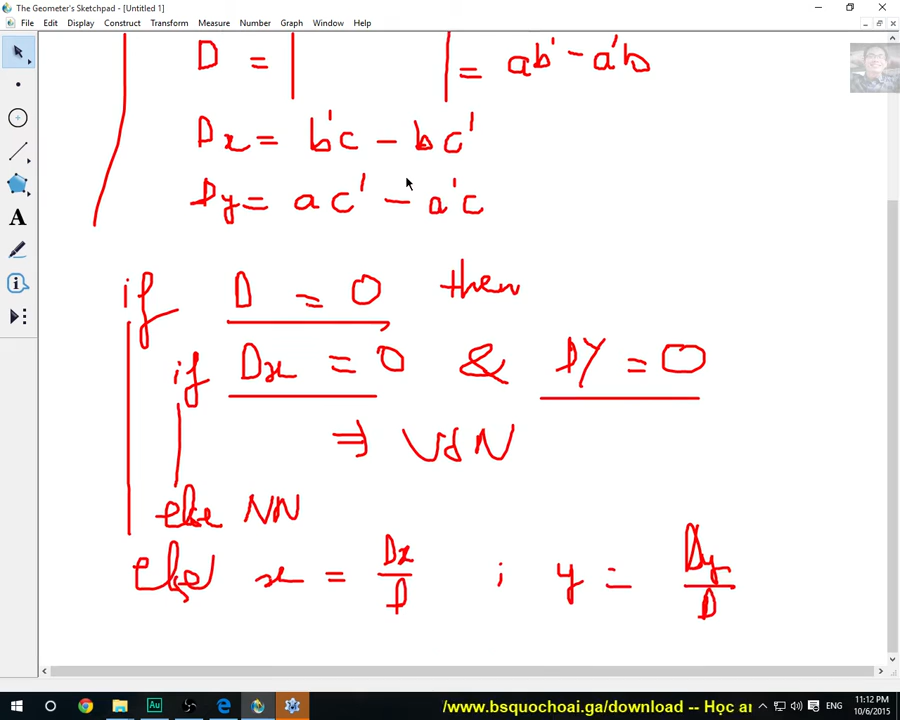 The Geometer's Sketchpad - [Untitled 1]
File Edit Display Construct Transform Measure Number Graph Window Help
D = | | = ab' - a'b
Dx = b'c - bc'
Dy = ac' - a'c
if D = 0 then
if Dx = 0 & DY = 0
⇒ VSN
else NN
else x = Dx/D ; y = Dy/D
/www.bsquochoai.ga/download -- Học an
ENG
11:12 PM
10/6/2015